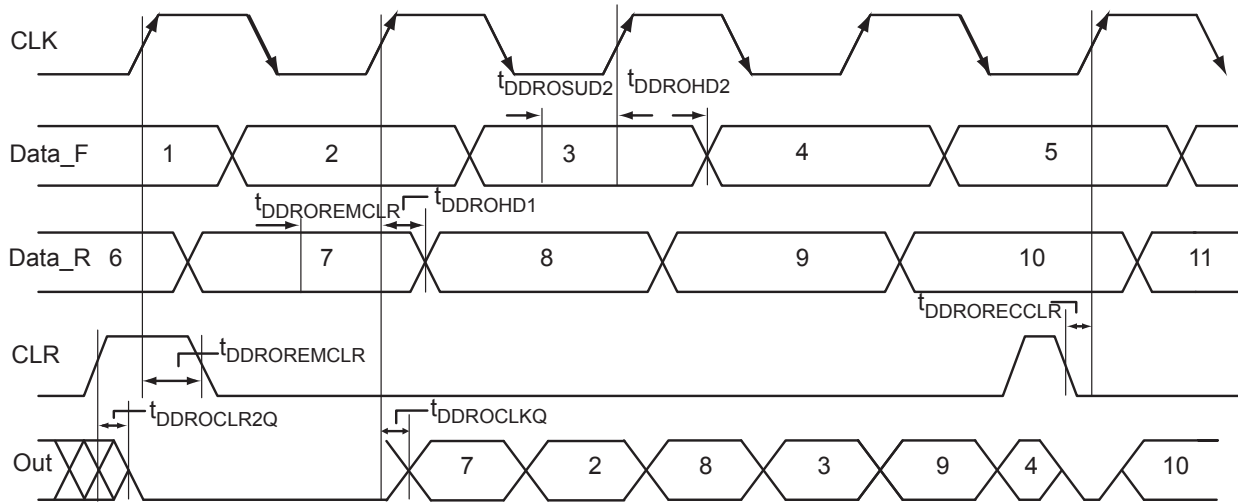 CLK
tDDROSUD2 tDDROHD2
Data_F 1 2 3 4 5
tDDROREMCLR tDDROHD1
Data_R 6 7 8 9 10 11
tDDRORECCLR
CLR tDDROREMCLR
tDDROCLR2Q tDDROCLKQ
Out 7 2 8 3 9 4 10